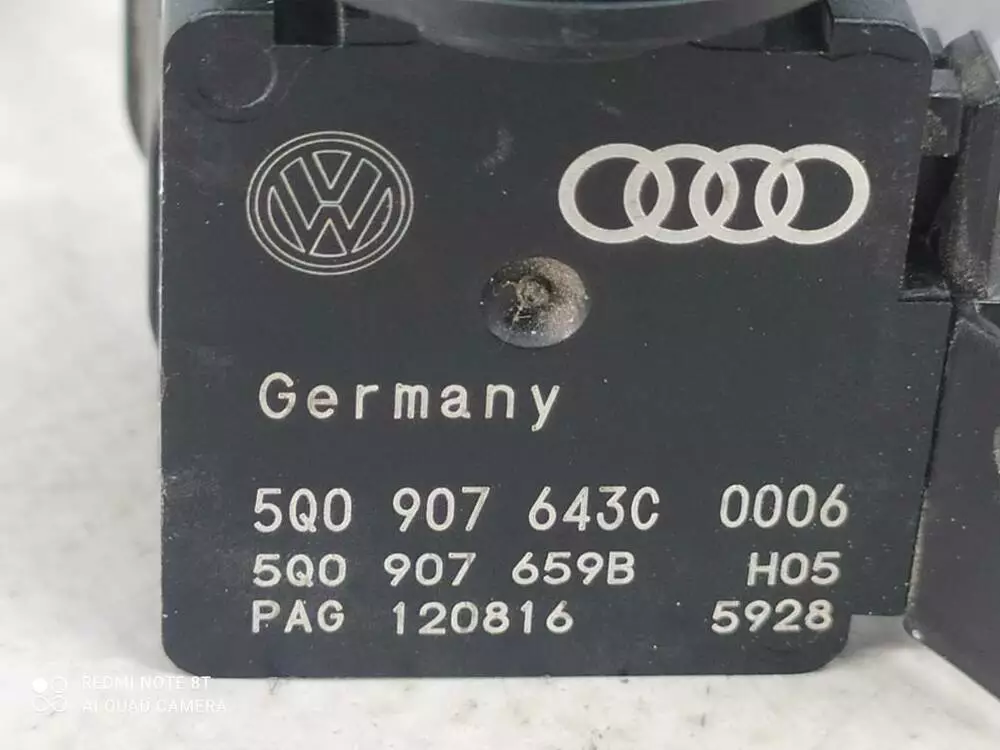 Germany
5Q0 907 643C 0006
5Q0 907 659B H05
PAG 120816 5928
REDMI NOTE 8T
AI QUAD CAMERA